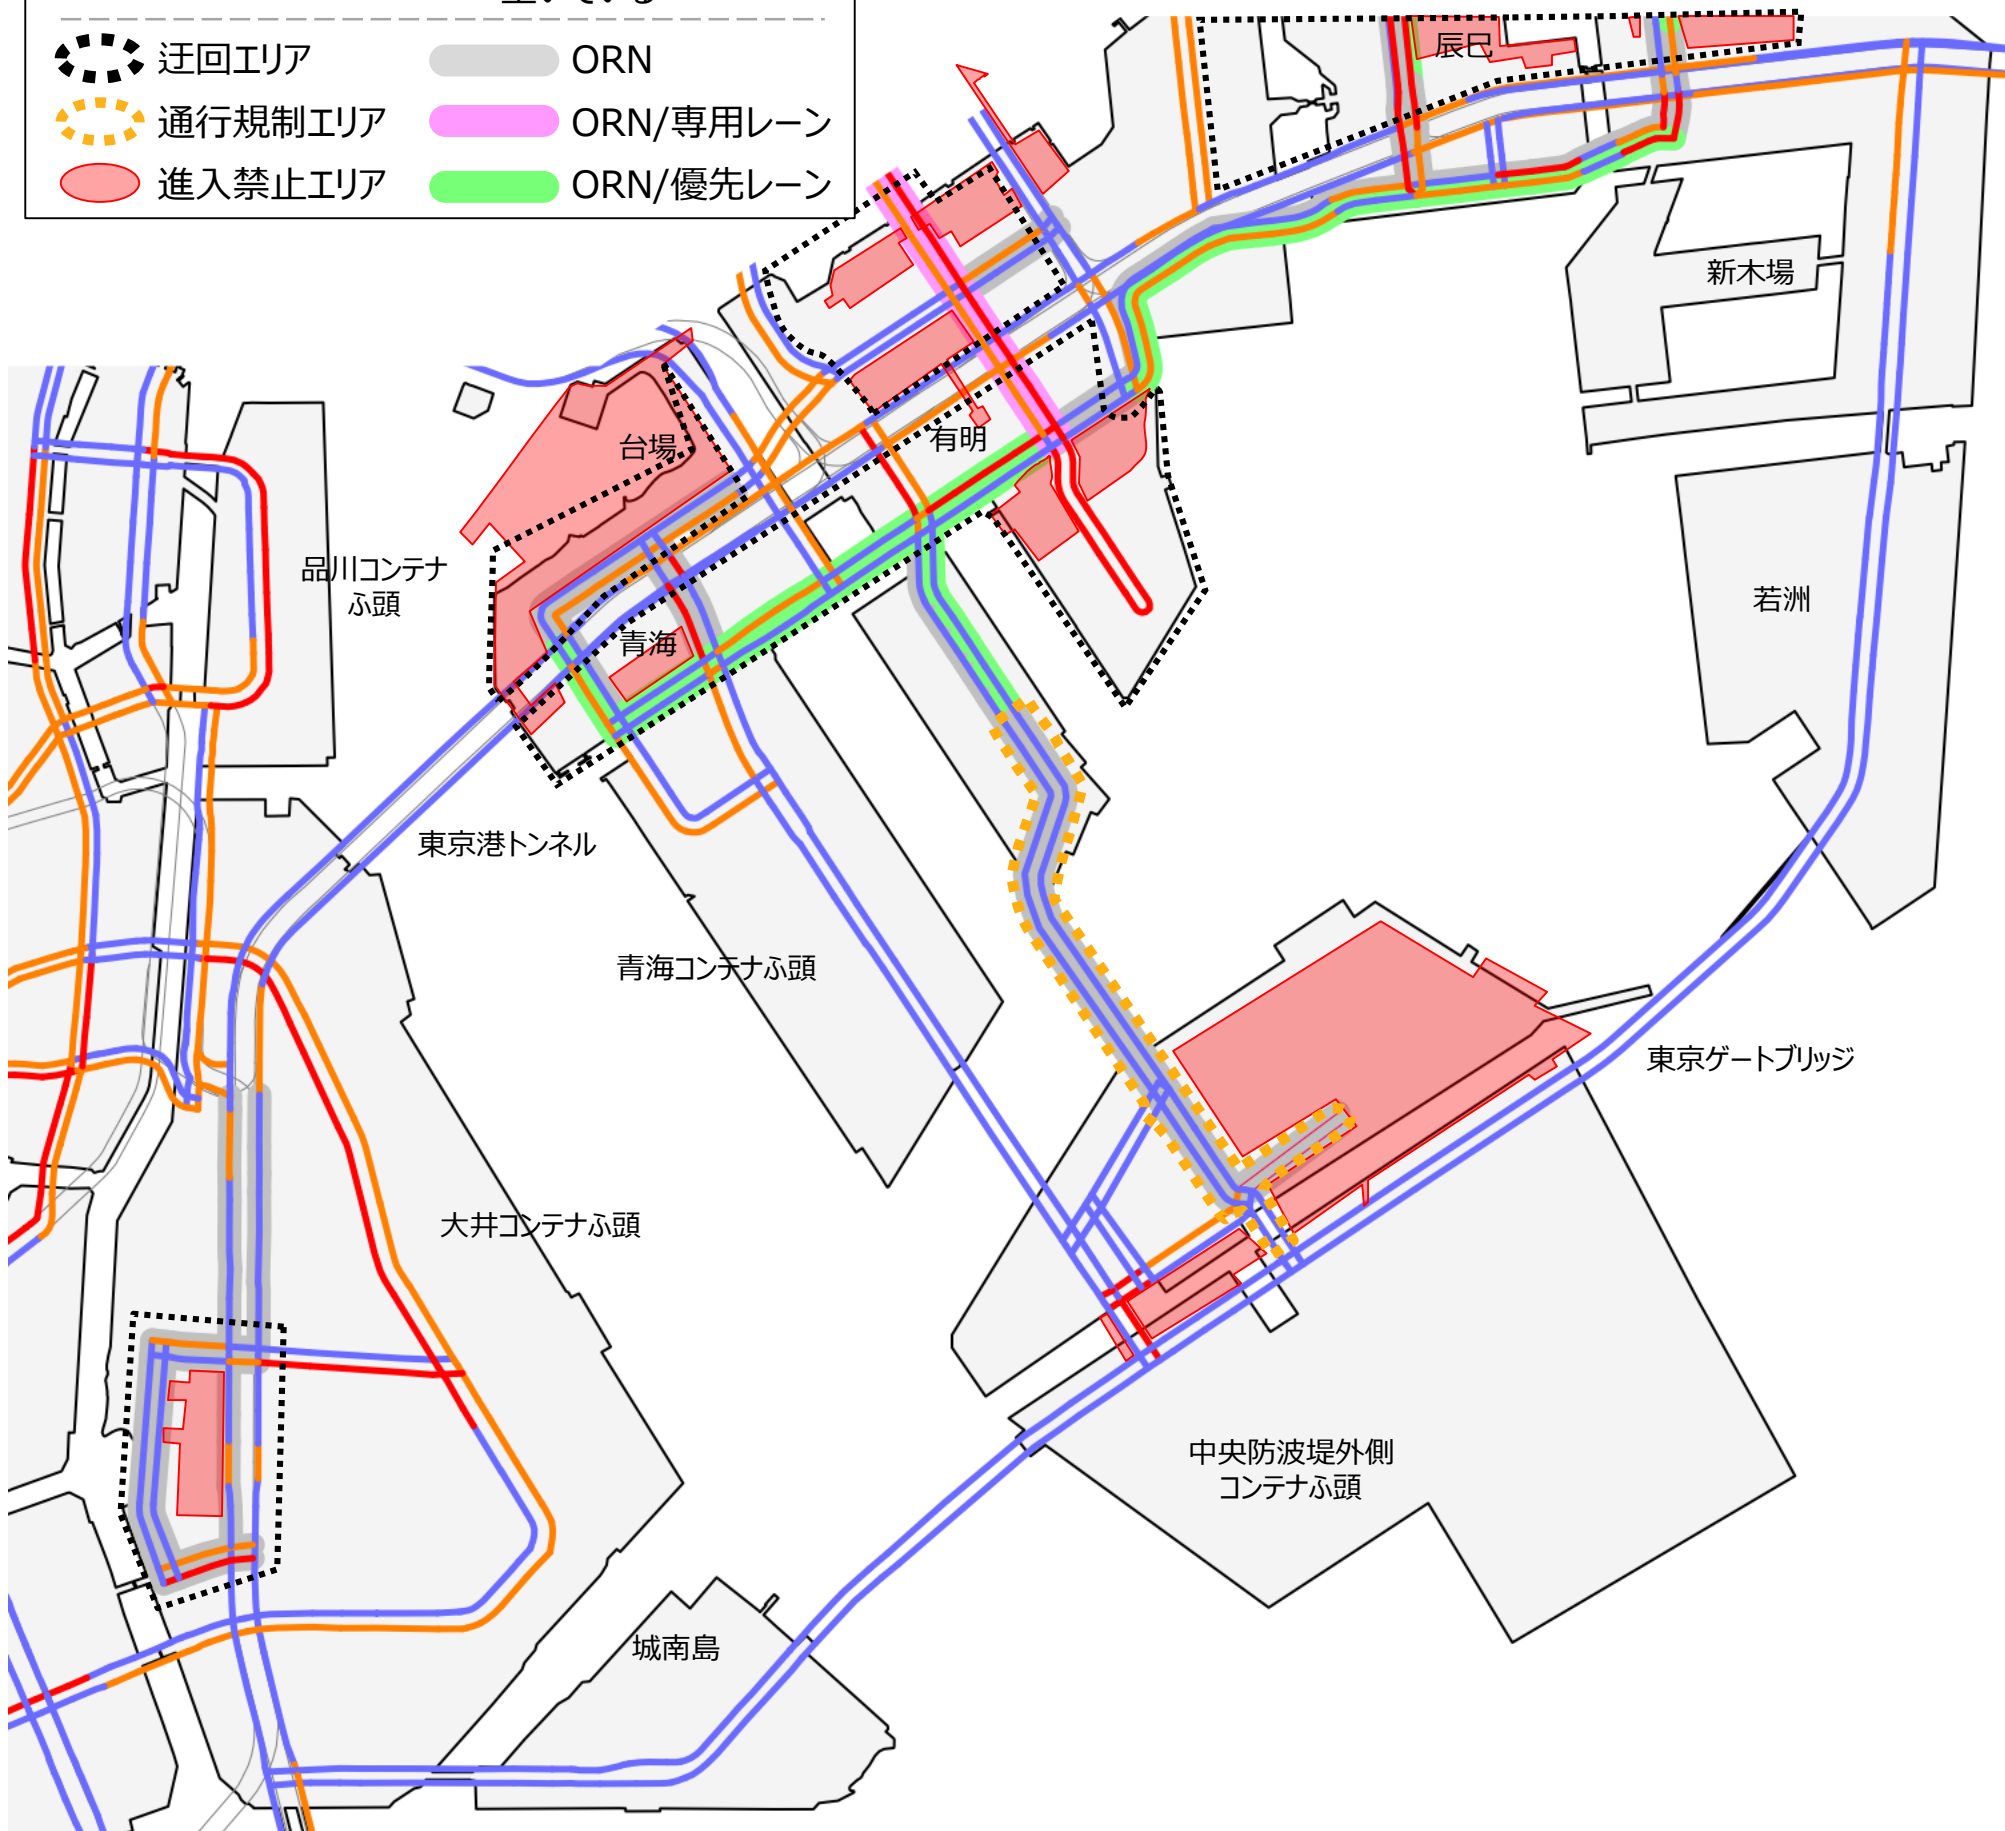 空いている
迂回エリア
ORN
通行規制エリア
ORN/専用レーン
進入禁止エリア
ORN/優先レーン
辰巳
新木場
台場
有明
品川コンテナ
ふ頭
若洲
青海
東京港トンネル
青海コンテナふ頭
東京ゲートブリッジ
大井コンテナふ頭
中央防波堤外側
コンテナふ頭
城南島